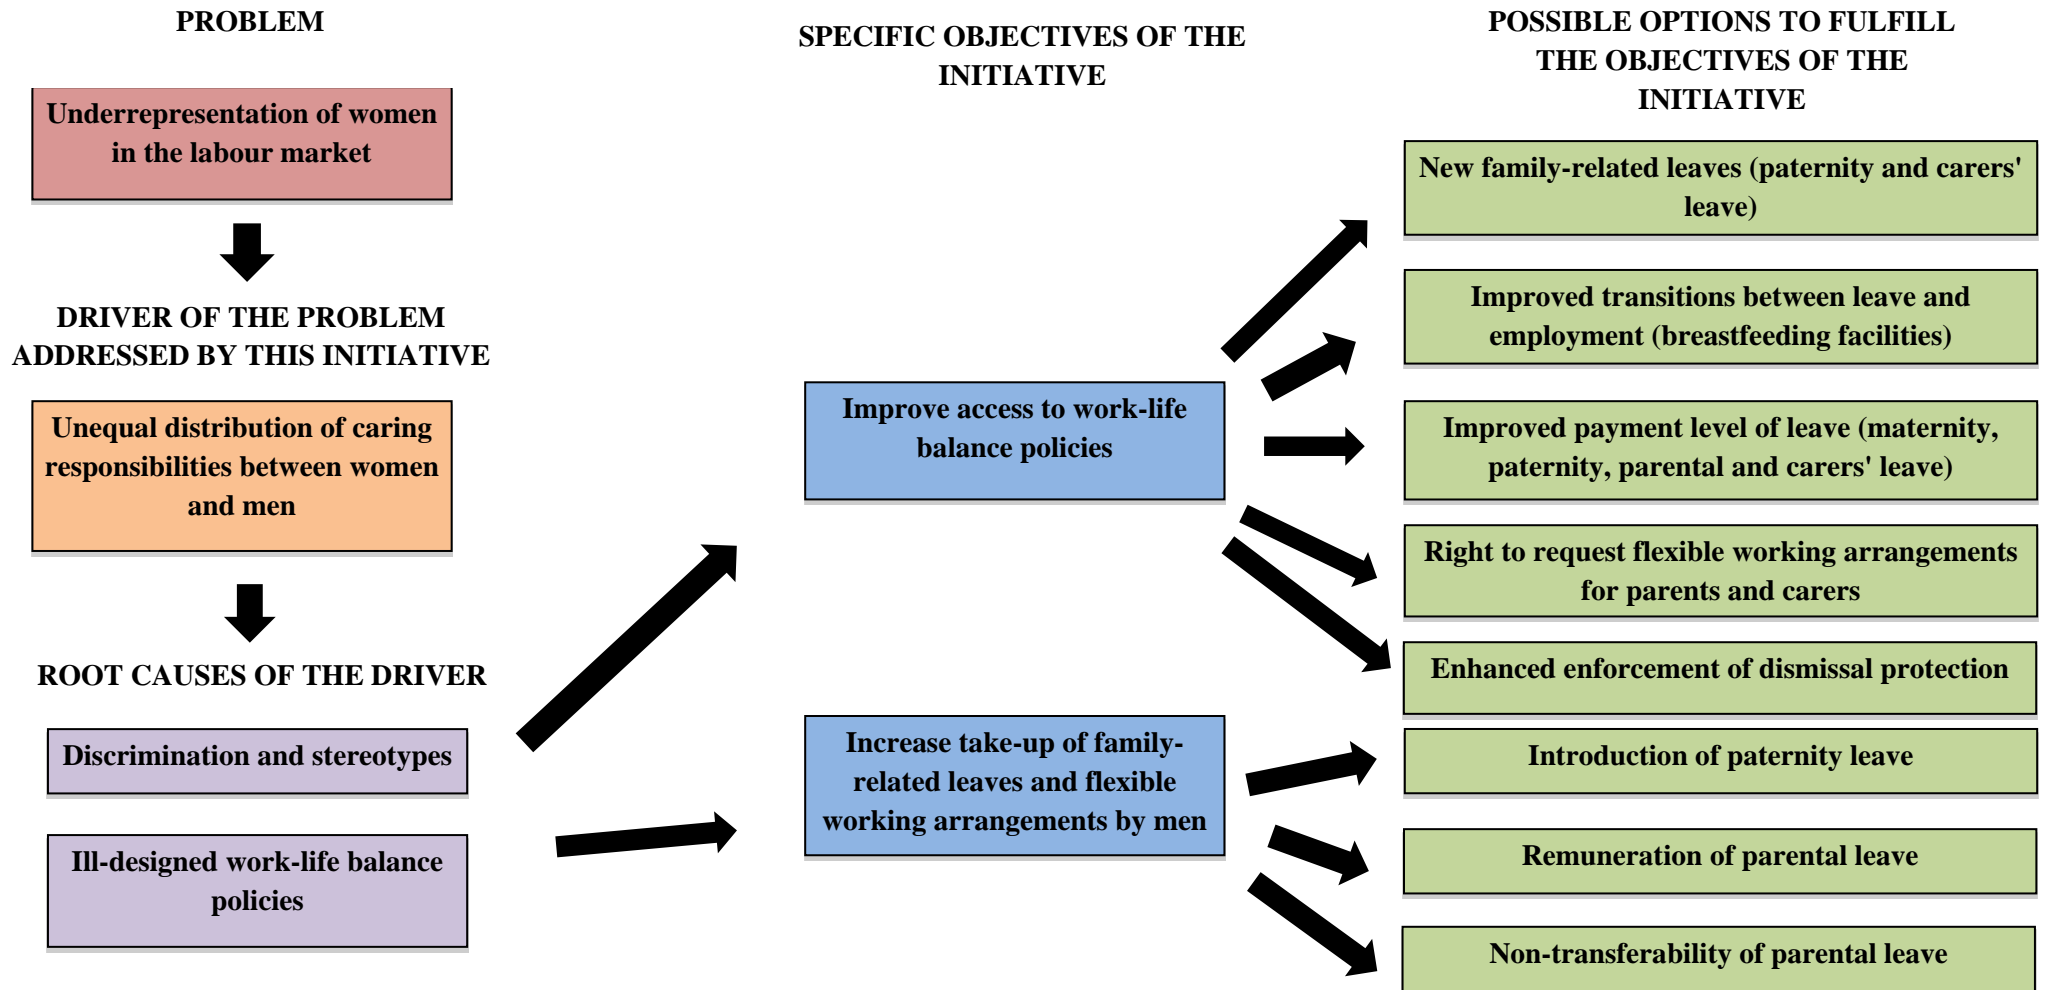 PROBLEM
Underrepresentation of women
in the labour market
DRIVER OF THE PROBLEM
ADDRESSED BY THIS INITIATIVE
Unequal distribution of caring
responsibilities between women
and men
ROOT CAUSES OF THE DRIVER
Discrimination and stereotypes
Ill-designed work-life balance
policies
SPECIFIC OBJECTIVES OF THE
INITIATIVE
Improve access to work-life
balance policies
Increase take-up of family-
related leaves and flexible
working arrangements by men
POSSIBLE OPTIONS TO FULFILL
THE OBJECTIVES OF THE
INITIATIVE
New family-related leaves (paternity and carers'
leave)
Improved transitions between leave and
employment (breastfeeding facilities)
Improved payment level of leave (maternity,
paternity, parental and carers' leave)
Right to request flexible working arrangements
for parents and carers
Enhanced enforcement of dismissal protection
Introduction of paternity leave
Remuneration of parental leave
Non-transferability of parental leave